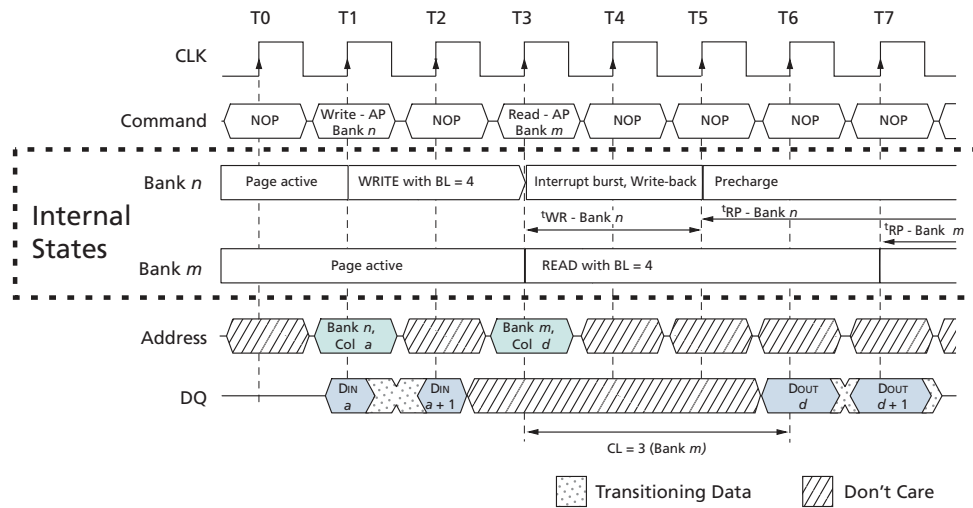 T0 T1 T2 T3 T4 T5 T6 T7
CLK
Command NOP Write - AP Bank n NOP Read - AP Bank m NOP NOP NOP NOP
Internal States
Bank n Page active WRITE with BL = 4 Interrupt burst, Write-back Precharge
tWR - Bank n tRP - Bank n
tRP - Bank m
Bank m Page active READ with BL = 4
Address Bank n, Col a Bank m, Col d
DQ DIN a DIN a + 1 DOUT d DOUT d + 1
CL = 3 (Bank m)
Transitioning Data Don't Care